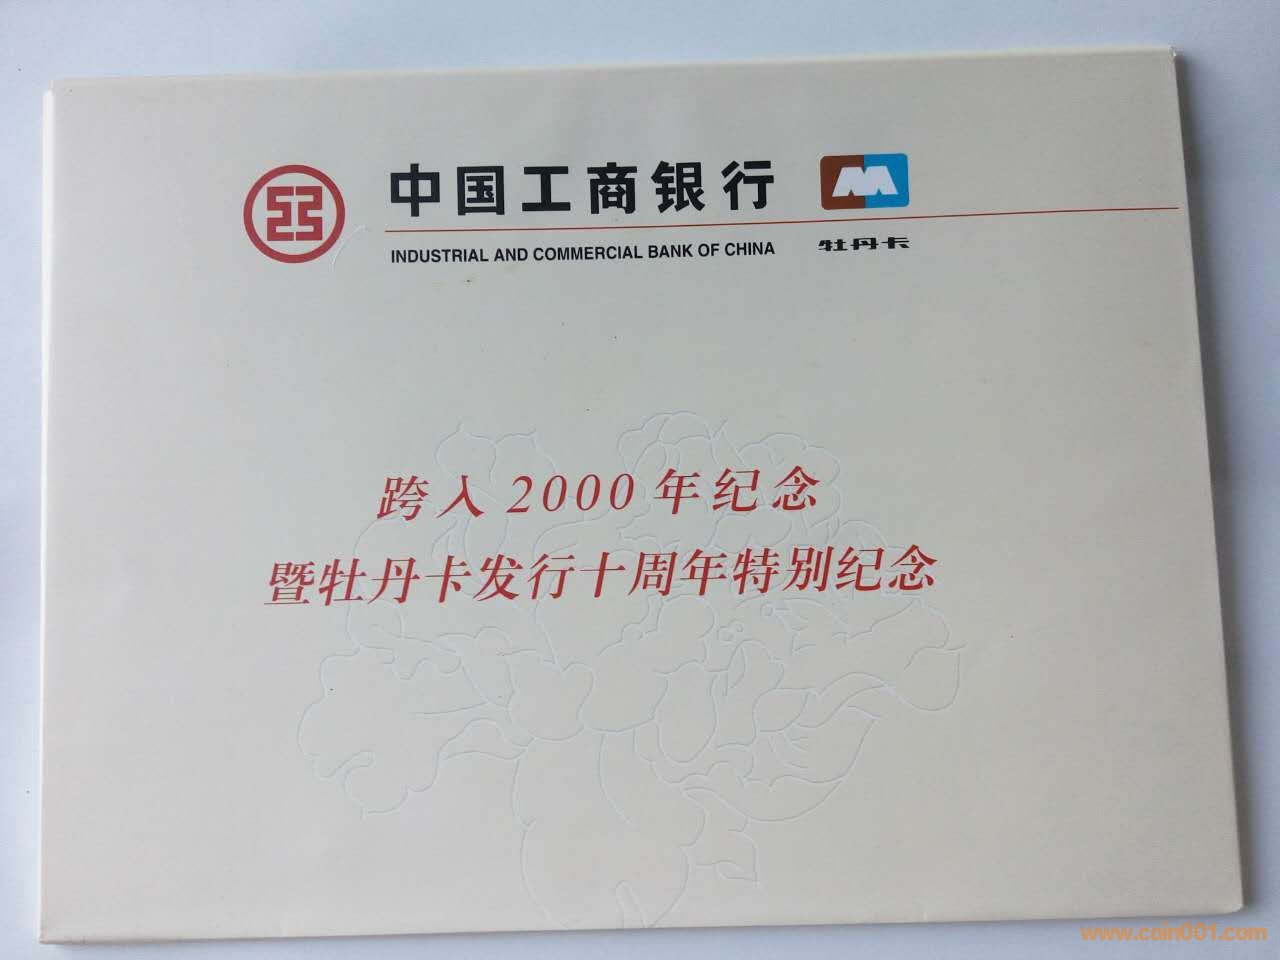 中国工商银行
INDUSTRIAL AND COMMERCIAL BANK OF CHINA
牡丹卡
跨入2000年纪念
暨牡丹卡发行十周年特别纪念
www.coin001.com